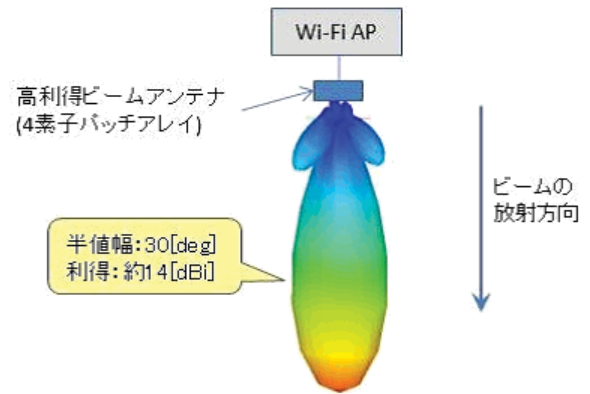 Wi-Fi AP
高利得ビームアンテナ
(4素子パッチアレイ)
ビームの
放射方向
半値幅：30[deg]
利得：約14[dBi]